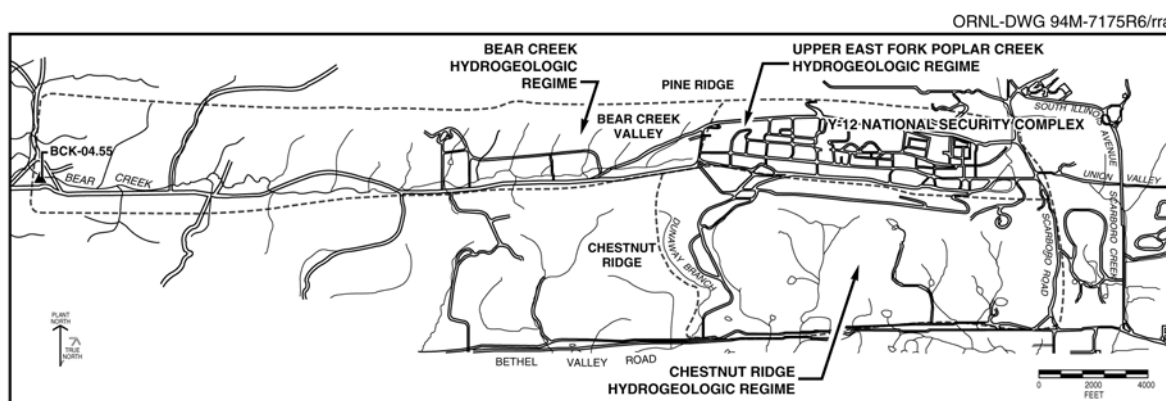 ORNL-DWG 94M-7175R6/rra
BEAR CREEK
HYDROGEOLOGIC
REGIME
UPPER EAST FORK POPLAR CREEK
HYDROGEOLOGIC REGIME
PINE RIDGE
SOUTH ILLINOIS AVENUE
BEAR CREEK
VALLEY
Y-12 NATIONAL SECURITY COMPLEX
BCK-04.55
BEAR CREEK
UNION VALLEY
CHESTNUT
RIDGE
DUNAWAY BRANCH
SCARBORO ROAD
SCARBORO CREEK
PLANT
NORTH
TRUE
NORTH
BETHEL VALLEY ROAD
CHESTNUT RIDGE
HYDROGEOLOGIC REGIME
0 2000 4000
FEET